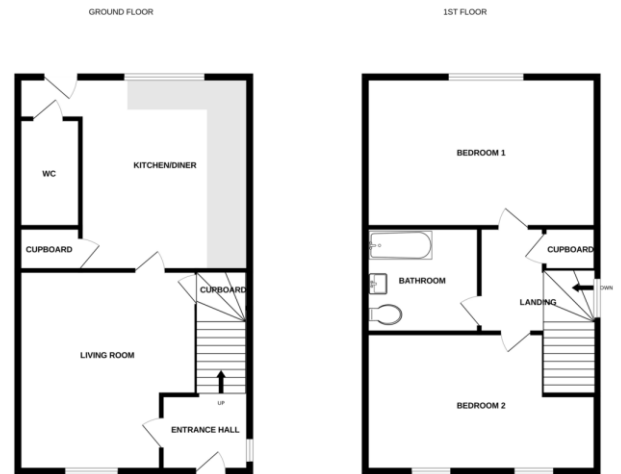 GROUND FLOOR
1ST FLOOR
WC
KITCHEN/DINER
CUPBOARD
CUPBOARD
LIVING ROOM
UP
ENTRANCE HALL
BEDROOM 1
CUPBOARD
BATHROOM
DOWN
LANDING
BEDROOM 2